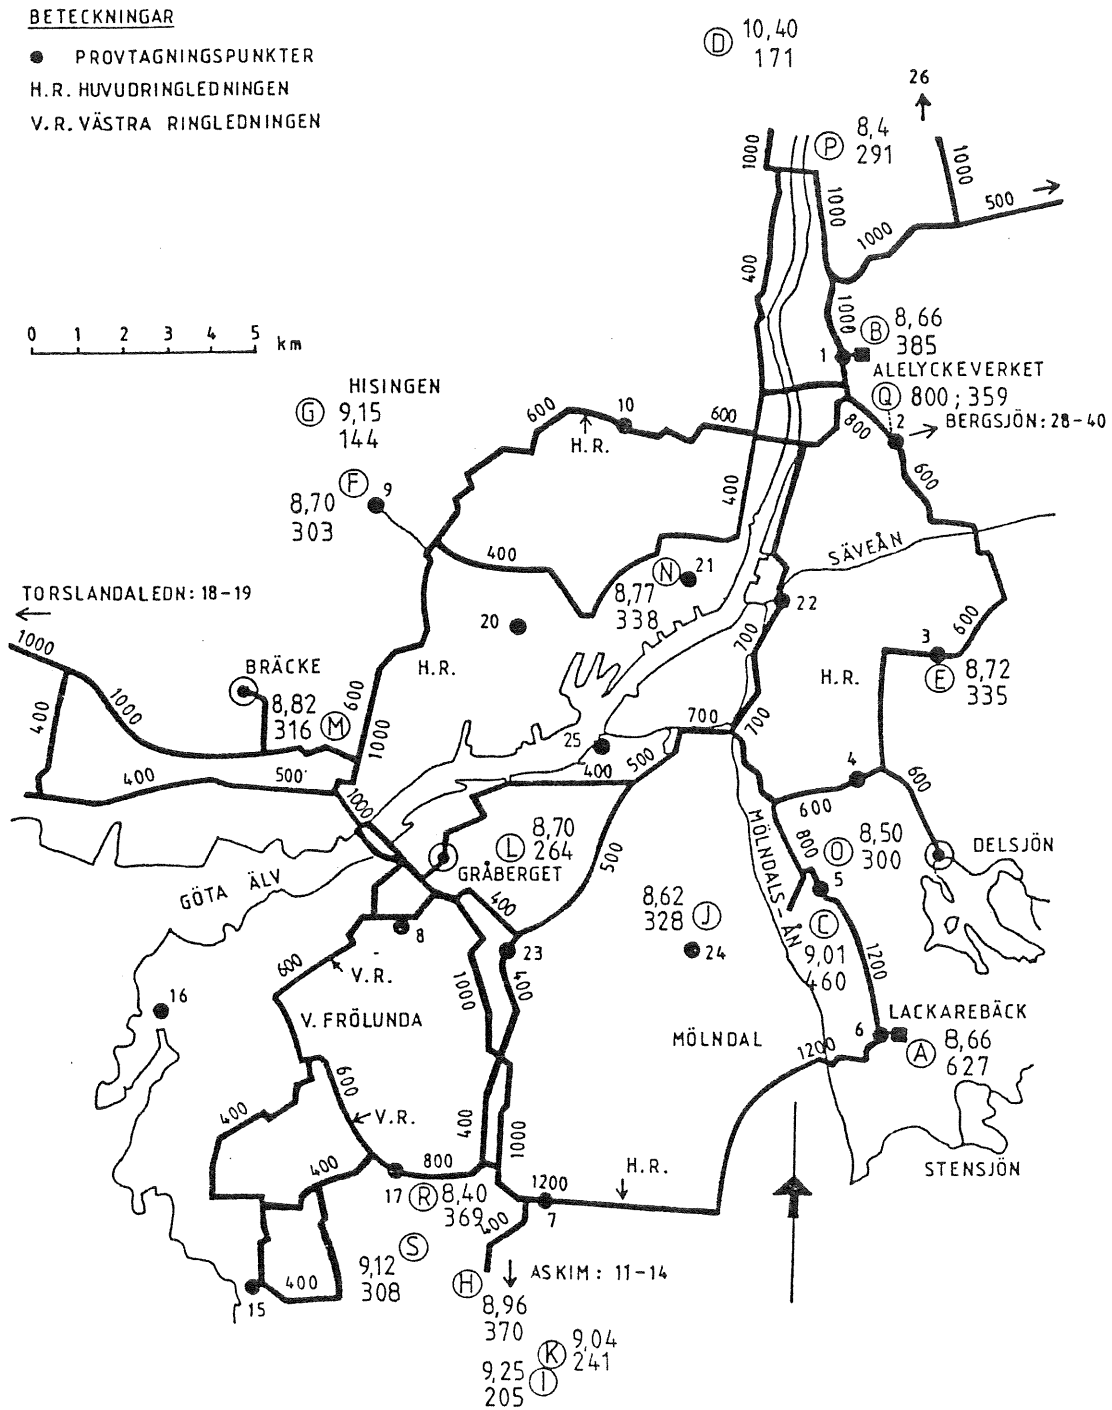 BETECKNINGAR
● PROVTAGNINGSPUNKTER
H.R. HUVUDRINGLEDNINGEN
V.R. VÄSTRA RINGLEDNINGEN
D 10,40
171
26
P 8,4
291
1000
1000
1000
500
1000
400
1000
0 1 2 3 4 5 km
B 8,66
385
1
ALELYCKEVERKET
Q 800 ; 359
2
BERGSJÖN: 28-40
HISINGEN
G 9,15
144
600
10
600
H.R.
800
600
F 9
8,70
303
400
400
SÄVEÅN
N 21
8,77
338
22
TORSLANDALEDN: 18-19
1000
20
700
3
600
H.R.
H.R.
E 8,72
335
BRÄCKE
8,82
316 M
600
400
1000
1000
700
700
25
400
500
400
500
1000
4
600
600
MÖLNDALS-ÅN
800
O 8,50
300
DELSJÖN
L 8,70
264
GRÅBERGET
500
GÖTA ÄLV
5
8,62
328 J
24
400
8
23
C
9,01
460
1200
600
V.R.
1000
400
16
V. FRÖLUNDA
MÖLNDAL
LACKAREBÄCK
6
A 8,66
627
1200
600
400
V.R.
400
1000
400
800
17
R 8,40
369
1200
7
H.R.
STENSJÖN
400
S
9,12
308
400
15
H
ASKIM: 11-14
8,96
370
K 9,04
241
9,25
205 I